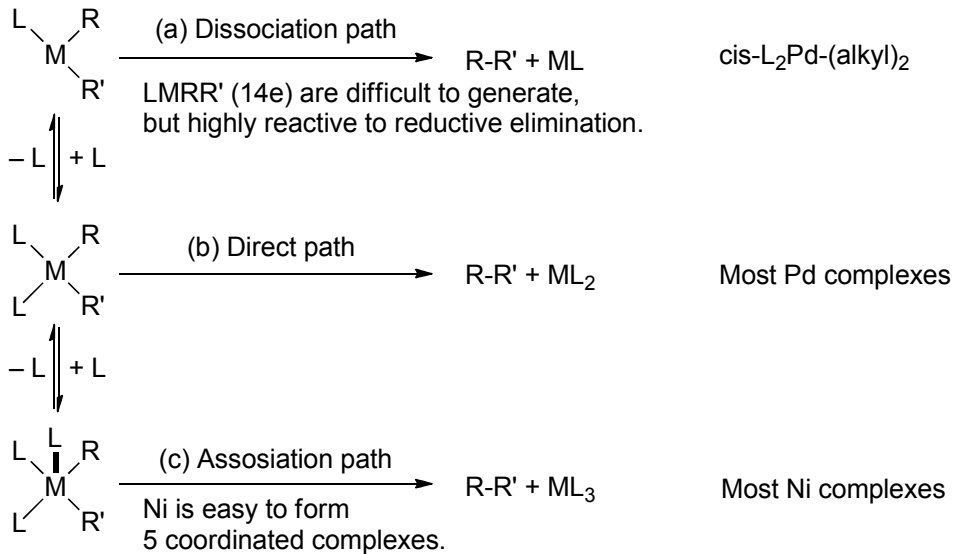 L R
(a) Dissociation path
M
R-R' + ML
cis-L₂Pd-(alkyl)₂
R'
LMRR' (14e) are difficult to generate,
but highly reactive to reductive elimination.
– L + L
L R
(b) Direct path
M
R-R' + ML₂
Most Pd complexes
L R'
– L + L
L
L R
(c) Assosiation path
M
R-R' + ML₃
Most Ni complexes
L R'
Ni is easy to form
5 coordinated complexes.